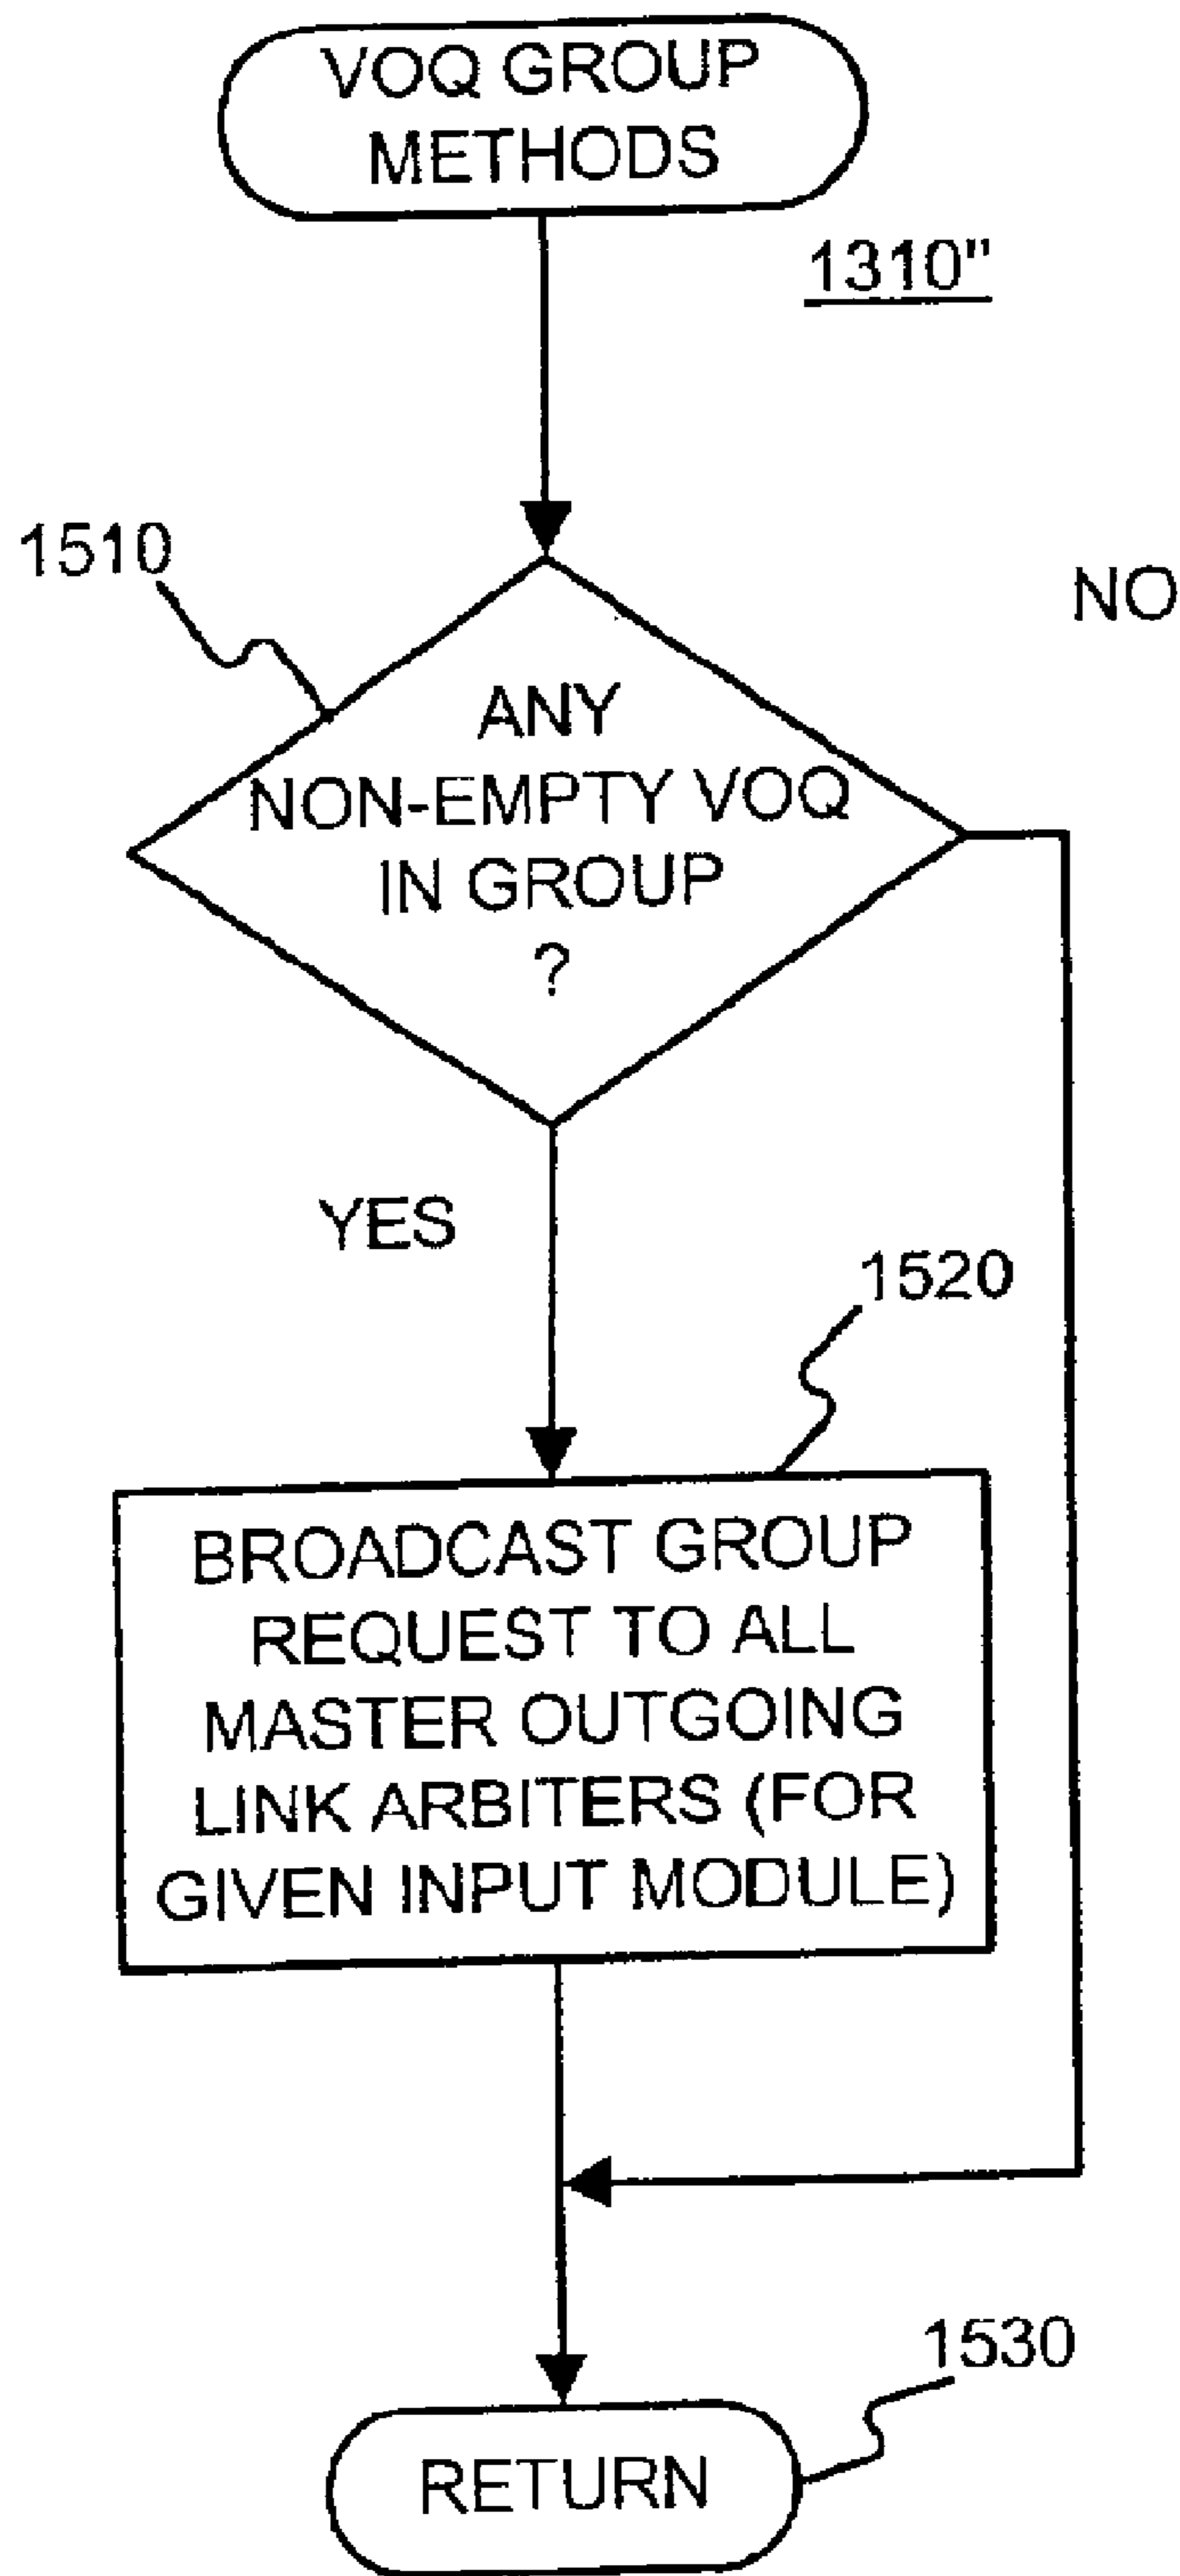 VOQ GROUP
METHODS
1310"
1510
NO
ANY
NON-EMPTY VOQ
IN GROUP
?
YES
1520
BROADCAST GROUP
REQUEST TO ALL
MASTER OUTGOING
LINK ARBITERS (FOR
GIVEN INPUT MODULE)
1530
RETURN